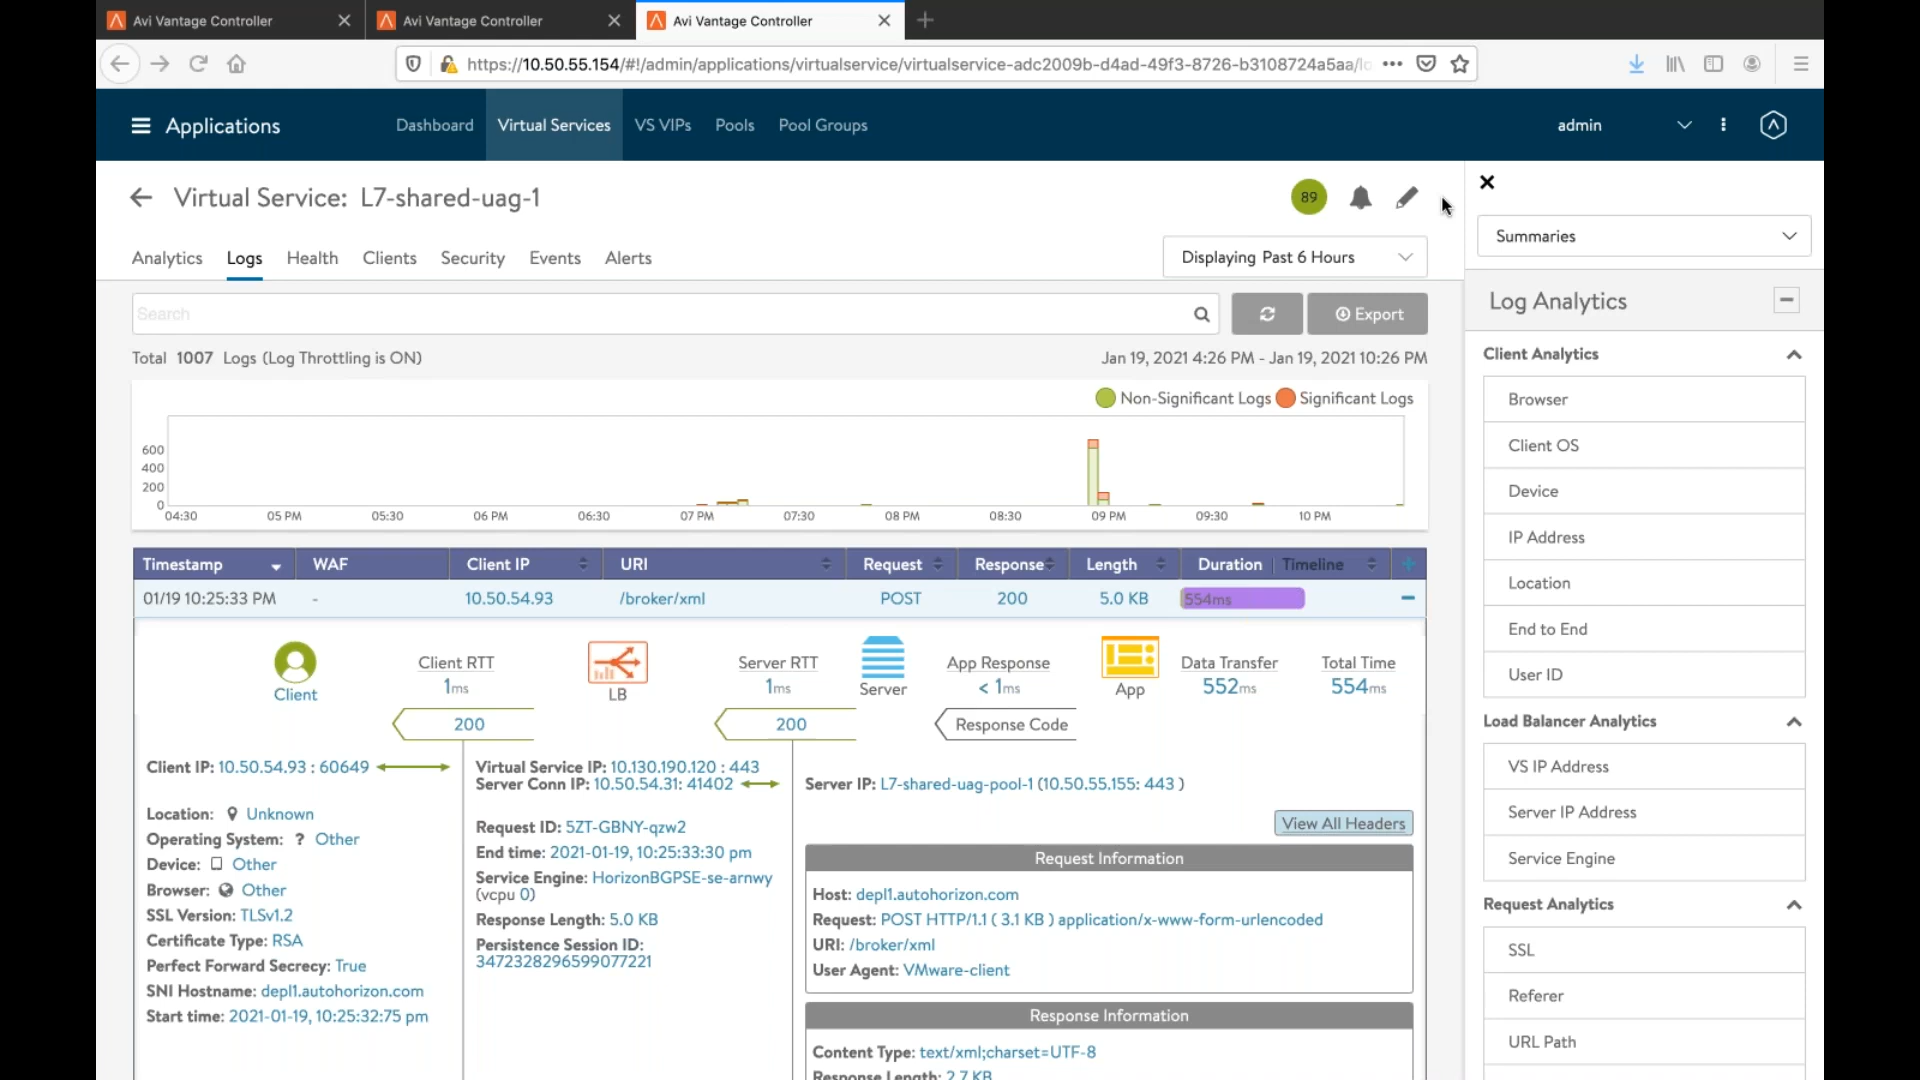 Avi Vantage Controller
Avi Vantage Controller
Avi Vantage Controller
https://10.50.55.154/#!/admin/applications/virtualservice/virtualservice-adc2009b-d4ad-49f3-8726-b3108724a5aa/lo
Applications
Dashboard
Virtual Services
VS VIPs
Pools
Pool Groups
admin
Virtual Service: L7-shared-uag-1
89
Analytics
Logs
Health
Clients
Security
Events
Alerts
Displaying Past 6 Hours
Search
Export
Total 1007 Logs (Log Throttling is ON)
Jan 19, 2021 4:26 PM - Jan 19, 2021 10:26 PM
Non-Significant Logs
Significant Logs
600
400
200
0
04:30 05 PM 05:30 06 PM 06:30 07 PM 07:30 08 PM 08:30 09 PM 09:30 10 PM
Timestamp WAF Client IP URI Request Response Length Duration Timeline
01/19 10:25:33 PM - 10.50.54.93 /broker/xml POST 200 5.0 KB 554ms
Client
Client RTT
1ms
LB
Server RTT
1ms
Server
App Response
< 1ms
App
Data Transfer
552ms
Total Time
554ms
200
200
Response Code
Client IP: 10.50.54.93 : 60649
Location: Unknown
Operating System: ? Other
Device: Other
Browser: Other
SSL Version: TLSv1.2
Certificate Type: RSA
Perfect Forward Secrecy: True
SNI Hostname: depl1.autohorizon.com
Start time: 2021-01-19, 10:25:32:75 pm
Virtual Service IP: 10.130.190.120 : 443
Server Conn IP: 10.50.54.31: 41402
Request ID: 5ZT-GBNY-qzw2
End time: 2021-01-19, 10:25:33:30 pm
Service Engine: HorizonBGPSE-se-arnwy
(vcpu 0)
Response Length: 5.0 KB
Persistence Session ID:
3472328296599077221
Server IP: L7-shared-uag-pool-1 (10.50.55.155: 443 )
View All Headers
Request Information
Host: depl1.autohorizon.com
Request: POST HTTP/1.1 ( 3.1 KB ) application/x-www-form-urlencoded
URI: /broker/xml
User Agent: VMware-client
Response Information
Content Type: text/xml;charset=UTF-8
Response Length: 2.7 KB
Summaries
Log Analytics
Client Analytics
Browser
Client OS
Device
IP Address
Location
End to End
User ID
Load Balancer Analytics
VS IP Address
Server IP Address
Service Engine
Request Analytics
SSL
Referer
URL Path